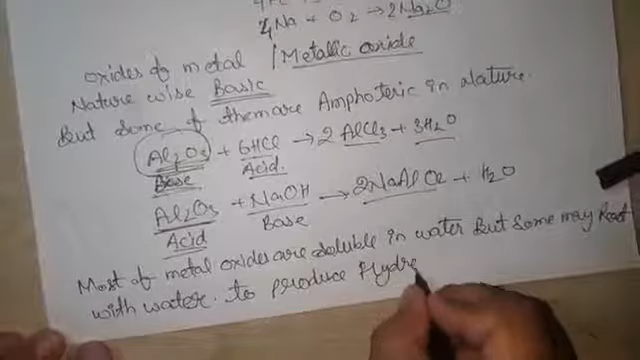 4Na + O2 → 2Na2O
Oxides of metal / Metallic oxide
Nature wise Basic
But Some of them are Amphoteric in Nature.
Al2O3 + 6HCl → 2 AlCl3 + 3H2O
Base Acid.
Al2O3 + NaOH → 2NaAlO2 + H2O
Acid Base
Most of metal oxides are soluble in water But Some may React
with water. to produce Hydro